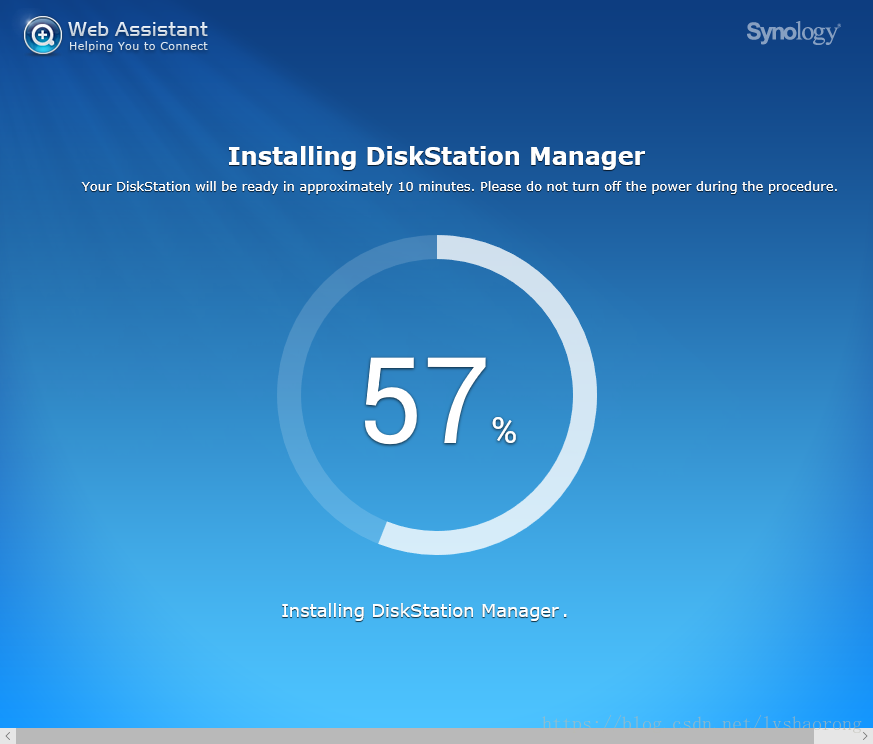 Web Assistant
Helping You to Connect
Synology
Installing DiskStation Manager
Your DiskStation will be ready in approximately 10 minutes. Please do not turn off the power during the procedure.
57%
Installing DiskStation Manager.
https://blog.csdn.net/lxshaorong